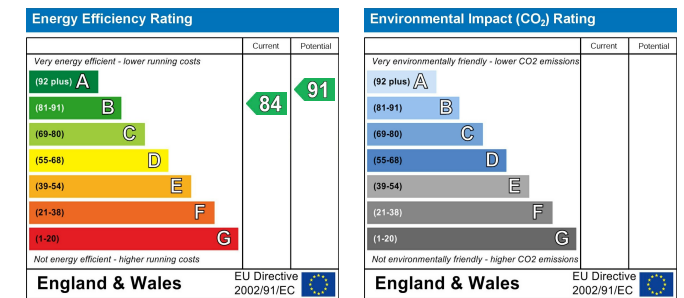 Energy Efficiency Rating
Current Potential
Very energy efficient - lower running costs
(92 plus) A
(81-91) B
(69-80) C
(55-68) D
(39-54) E
(21-38) F
(1-20) G
84
91
Not energy efficient - higher running costs
England & Wales
EU Directive
2002/91/EC
Environmental Impact (CO2) Rating
Current Potential
Very environmentally friendly - lower CO2 emissions
(92 plus) A
(81-91) B
(69-80) C
(55-68) D
(39-54) E
(21-38) F
(1-20) G
Not environmentally friendly - higher CO2 emissions
England & Wales
EU Directive
2002/91/EC